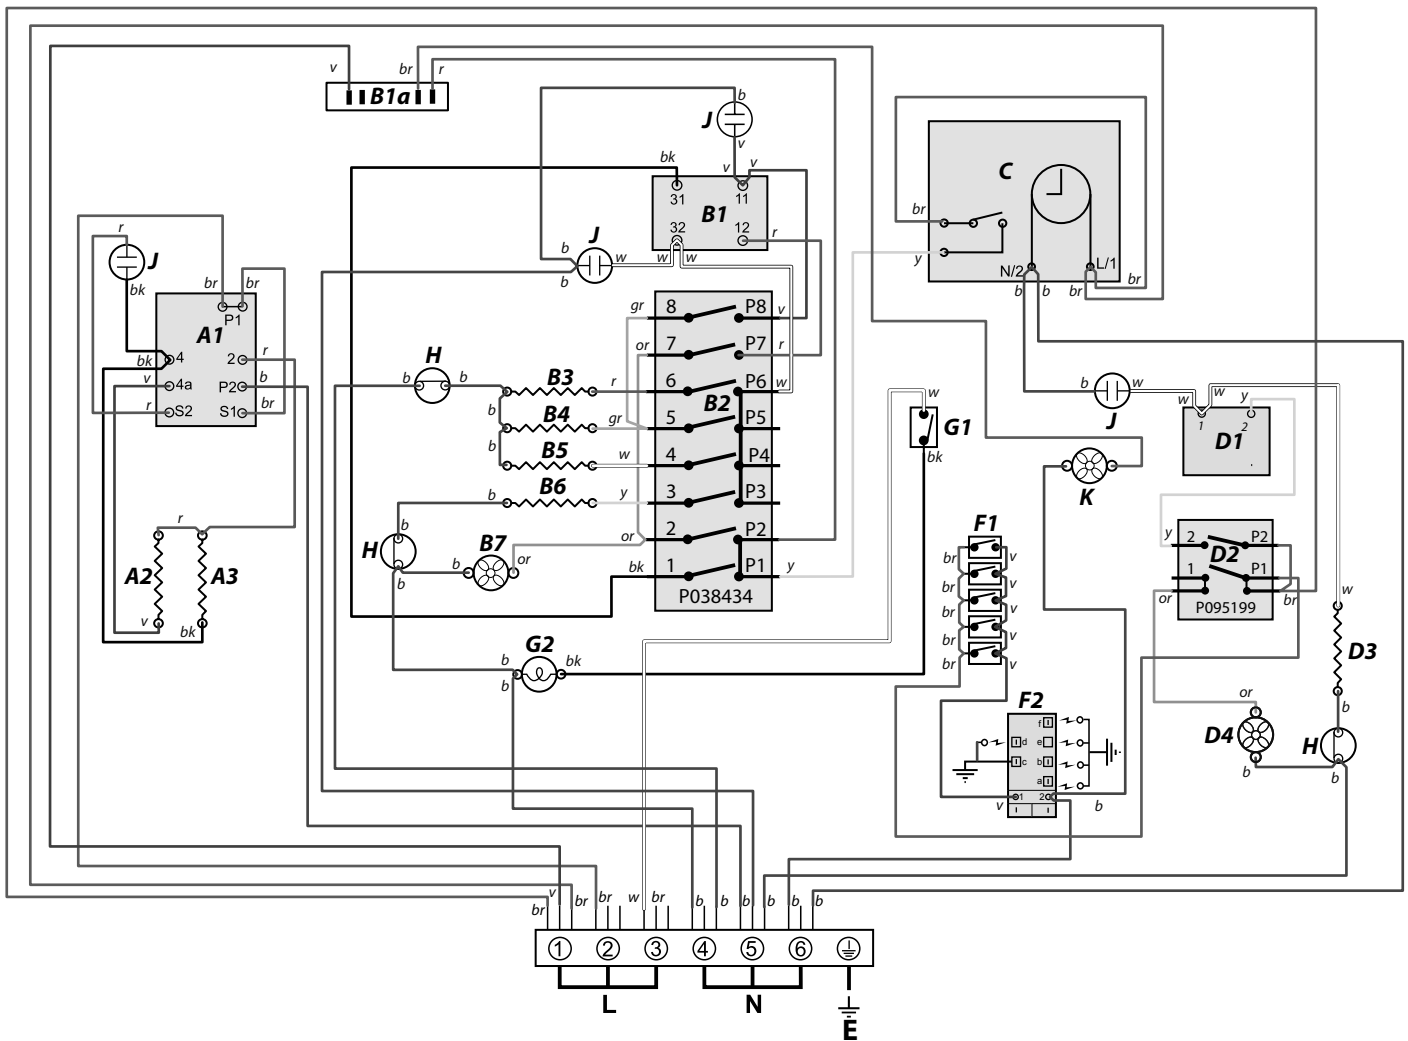 v br r
B1a
b
J
v
bk v v
31 11
B1
32 12 r
b J w w w
b
C
br
y
N/2 L/1
b b br br
r
J
bk br br
P1
A1
bk 4 2 r
v 4a P2 b
r S2 S1 br
gr 8 P8 v
or 7 P7 r
H
b b B3 r 6 P6 w
B2
b B4 gr 5 P5
b B5 w 4 P4
b B6 y 3 P3
b
or 2 P2
H B7
b or
b bk 1 P1 y
P038434
w
G1
bk
b w w w y
J 1 2
D1
K
r
A2 A3
v bk
F1
br v
br v
br v
br v
br v
y 2 P2
D2
1 P1
or br
P095199
w
D3
b
G2
b bk
b
F2
f
d e
c b
a
1 2
v b
or
D4 H
b b
br v br br w br b b b b b b
1 2 3 4 5 6
L N
E